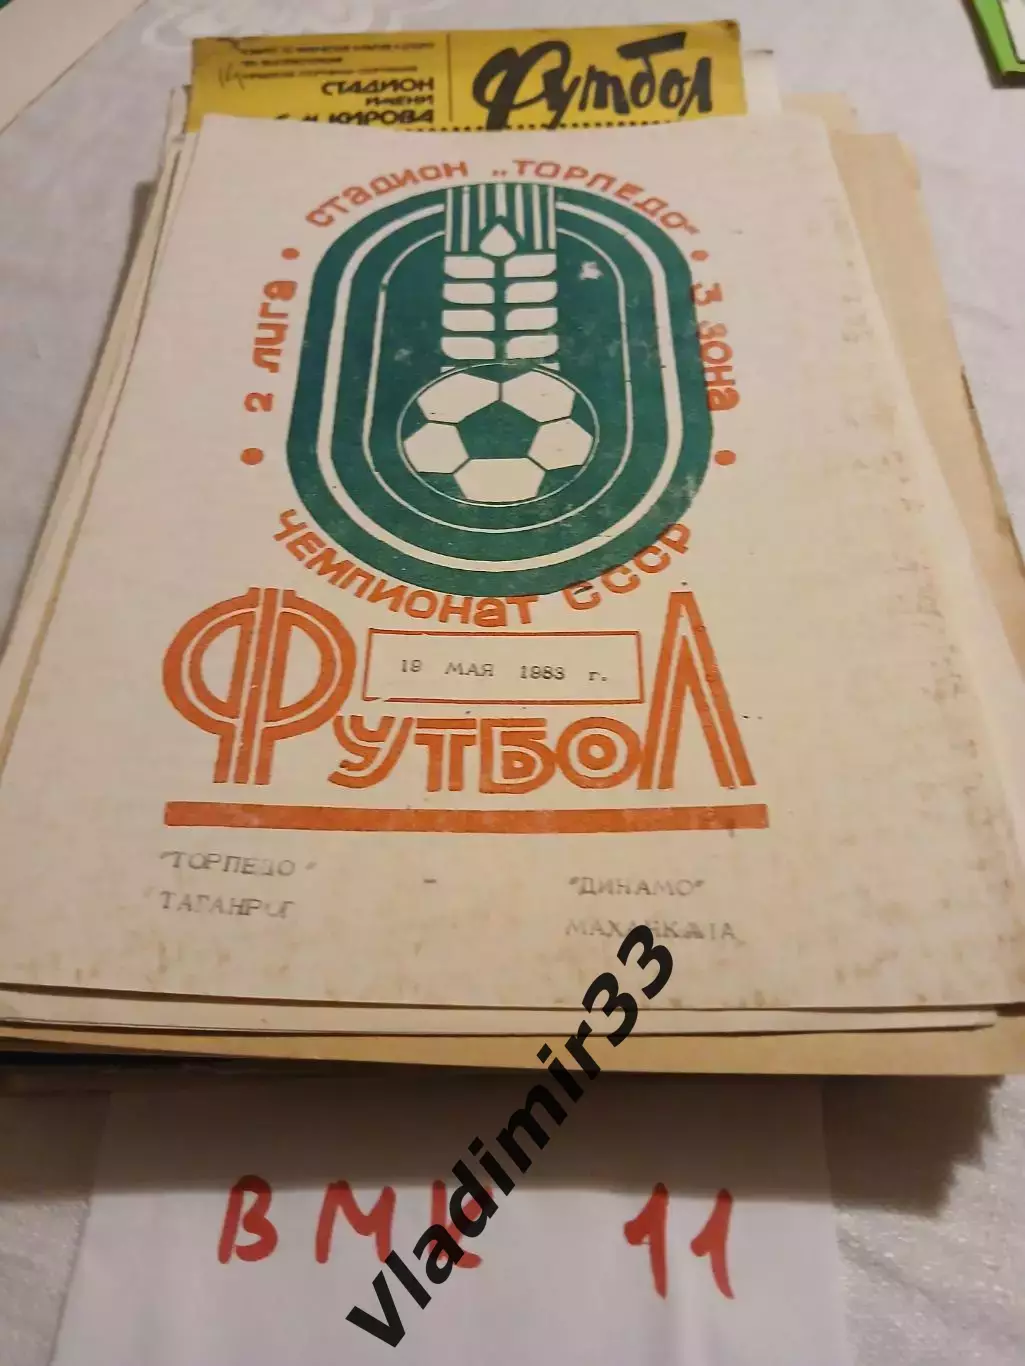 СТАДИОН
ИМЕНИ
КИРОВА
Футбол
СТАДИОН „ТОРПЕДО"
2 ЛИГА
3 ЗОНА
ЧЕМПИОНАТ СССР
19 МАЯ 1983 г.
ФУТБОЛ
"ТОРПЕДО" - "ДИНАМО"
ТАГАНРОГ МАХАЧКАЛА
vladimir33
ВМК 11